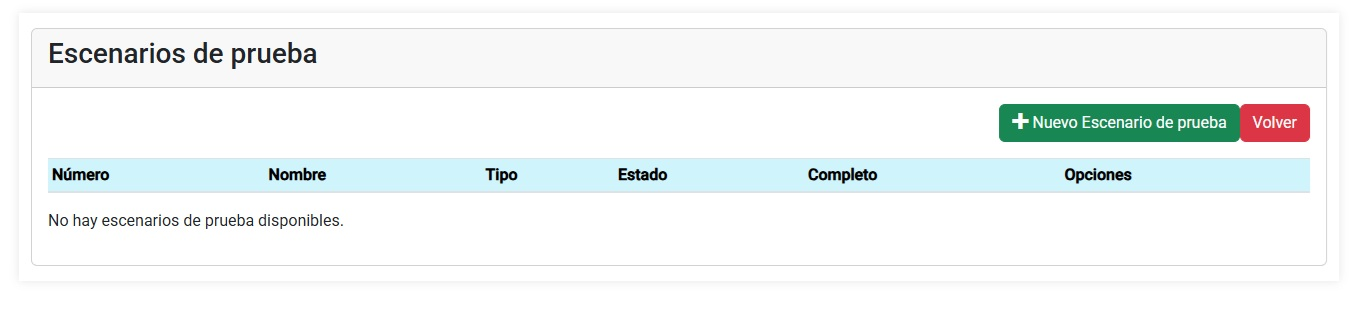 Escenarios de prueba
Nuevo Escenario de prueba Volver
Número Nombre Tipo Estado Completo Opciones
No hay escenarios de prueba disponibles.